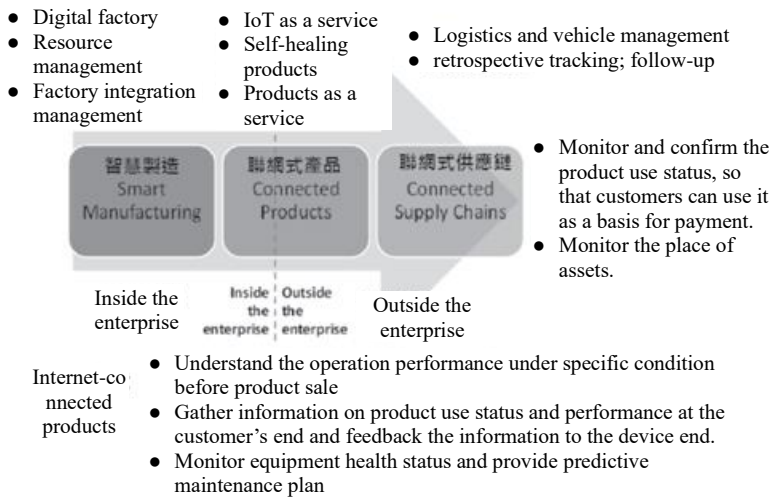 ● Digital factory
● Resource
management
● Factory integration
management
● IoT as a service
● Self-healing
products
● Products as a
service
● Logistics and vehicle management
● retrospective tracking; follow-up
智慧製造
Smart
Manufacturing
聯網式產品
Connected
Products
聯網式供應鏈
Connected
Supply Chains
● Monitor and confirm the
product use status, so
that customers can use it
as a basis for payment.
● Monitor the place of
assets.
Inside the
enterprise
Inside
the
enterprise
Outside
the
enterprise
Outside the
enterprise
Internet-co
nnected
products
● Understand the operation performance under specific condition
before product sale
● Gather information on product use status and performance at the
customer’s end and feedback the information to the device end.
● Monitor equipment health status and provide predictive
maintenance plan